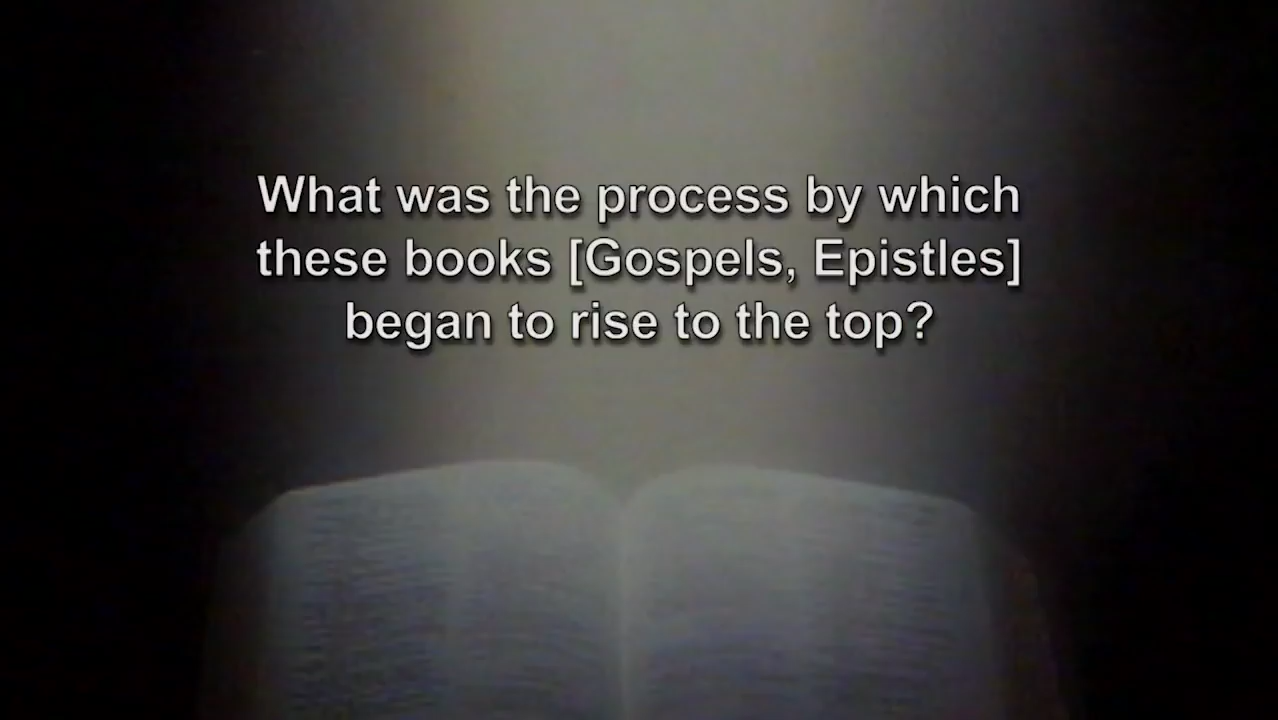 What was the process by which
these books [Gospels, Epistles]
began to rise to the top?